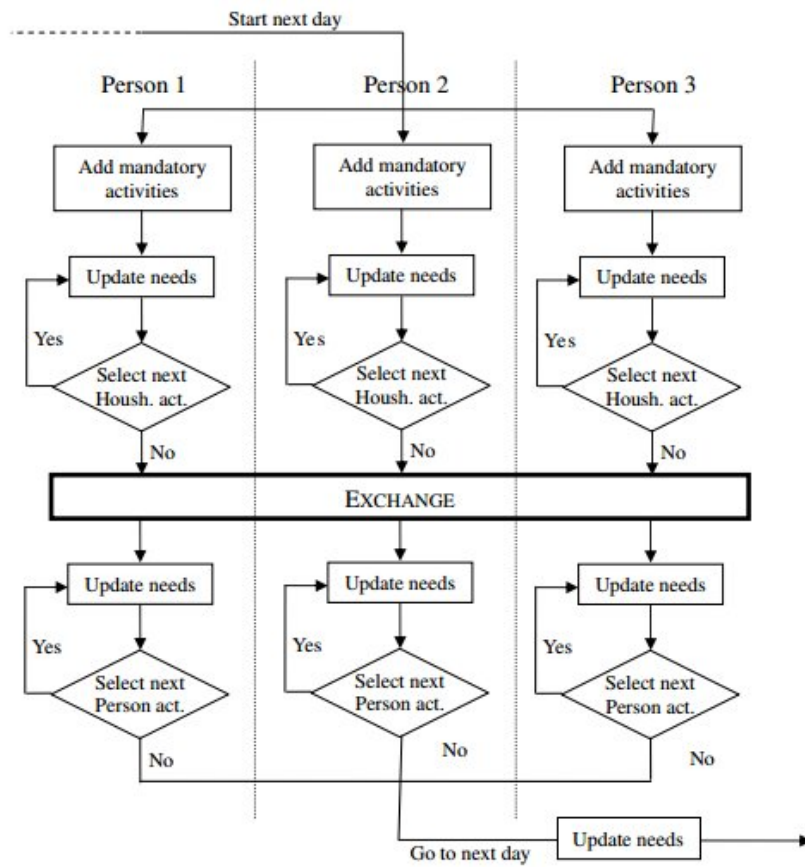 Start next day
Person 1
Person 2
Person 3
Add mandatory
activities
Add mandatory
activities
Add mandatory
activities
Update needs
Update needs
Update needs
Yes
Yes
Yes
Select next
Housh. act.
Select next
Housh. act.
Select next
Housh. act.
No
No
No
EXCHANGE
Update needs
Update needs
Update needs
Yes
Yes
Yes
Select next
Person act.
Select next
Person act.
Select next
Person act.
No
No
No
Go to next day
Update needs